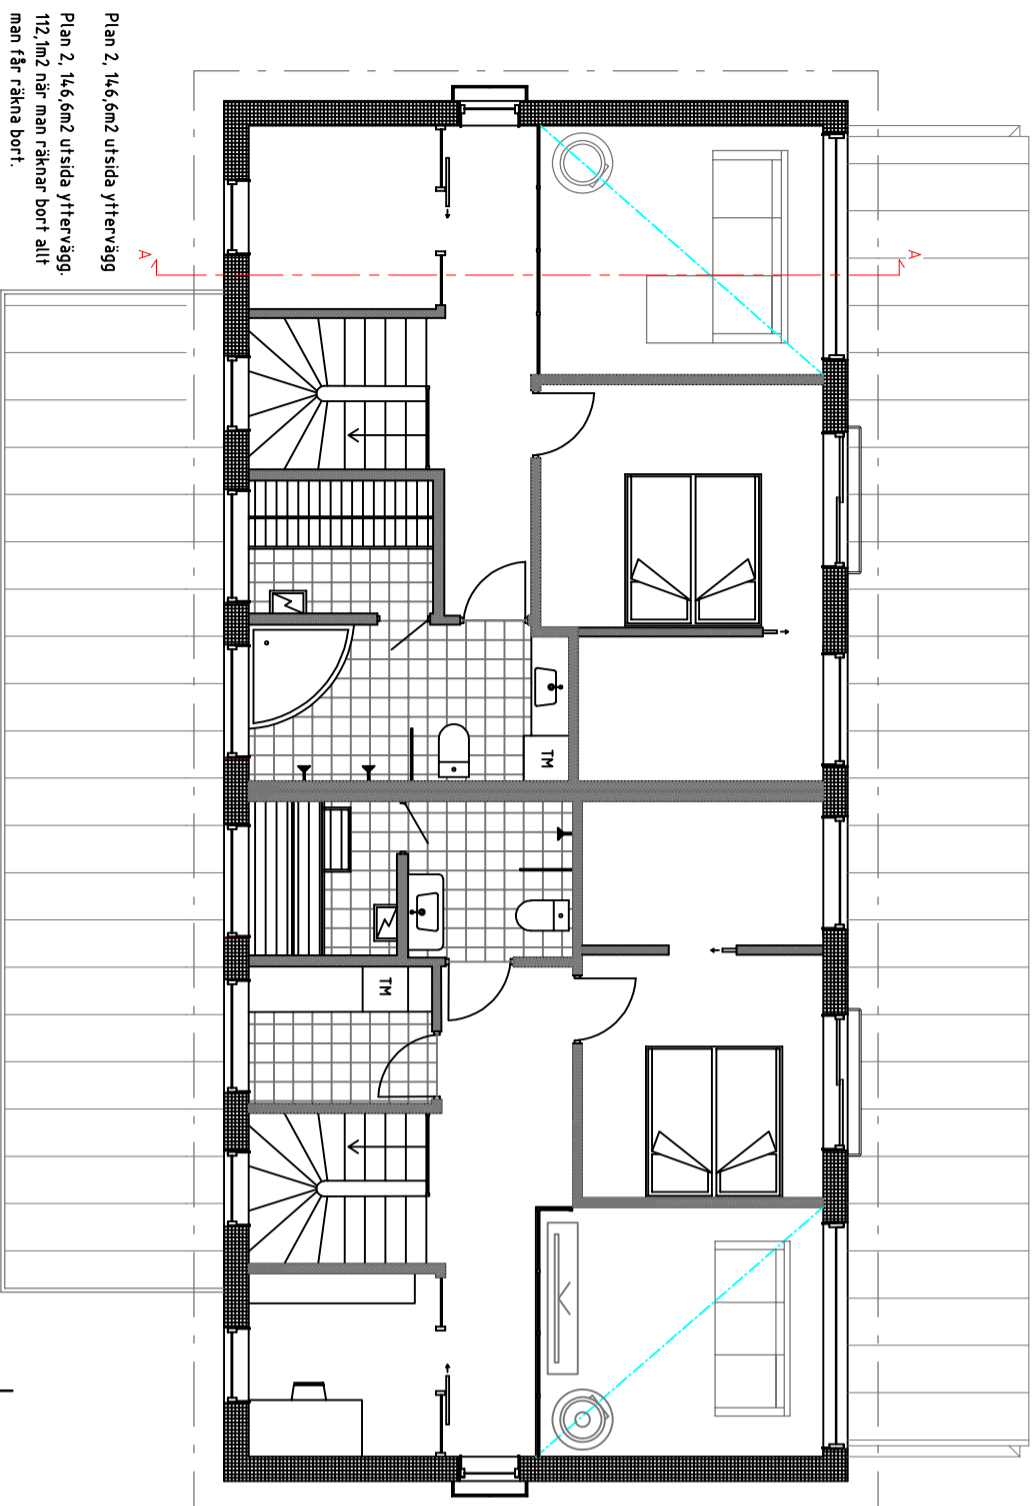 Plan 2, 146,6m2 utsida yttervägg
Plan 2, 146,6m2 utsida yttervägg.
112,1m2 när man räknar bort allt
man får räkna bort.
A
A
TM
TM